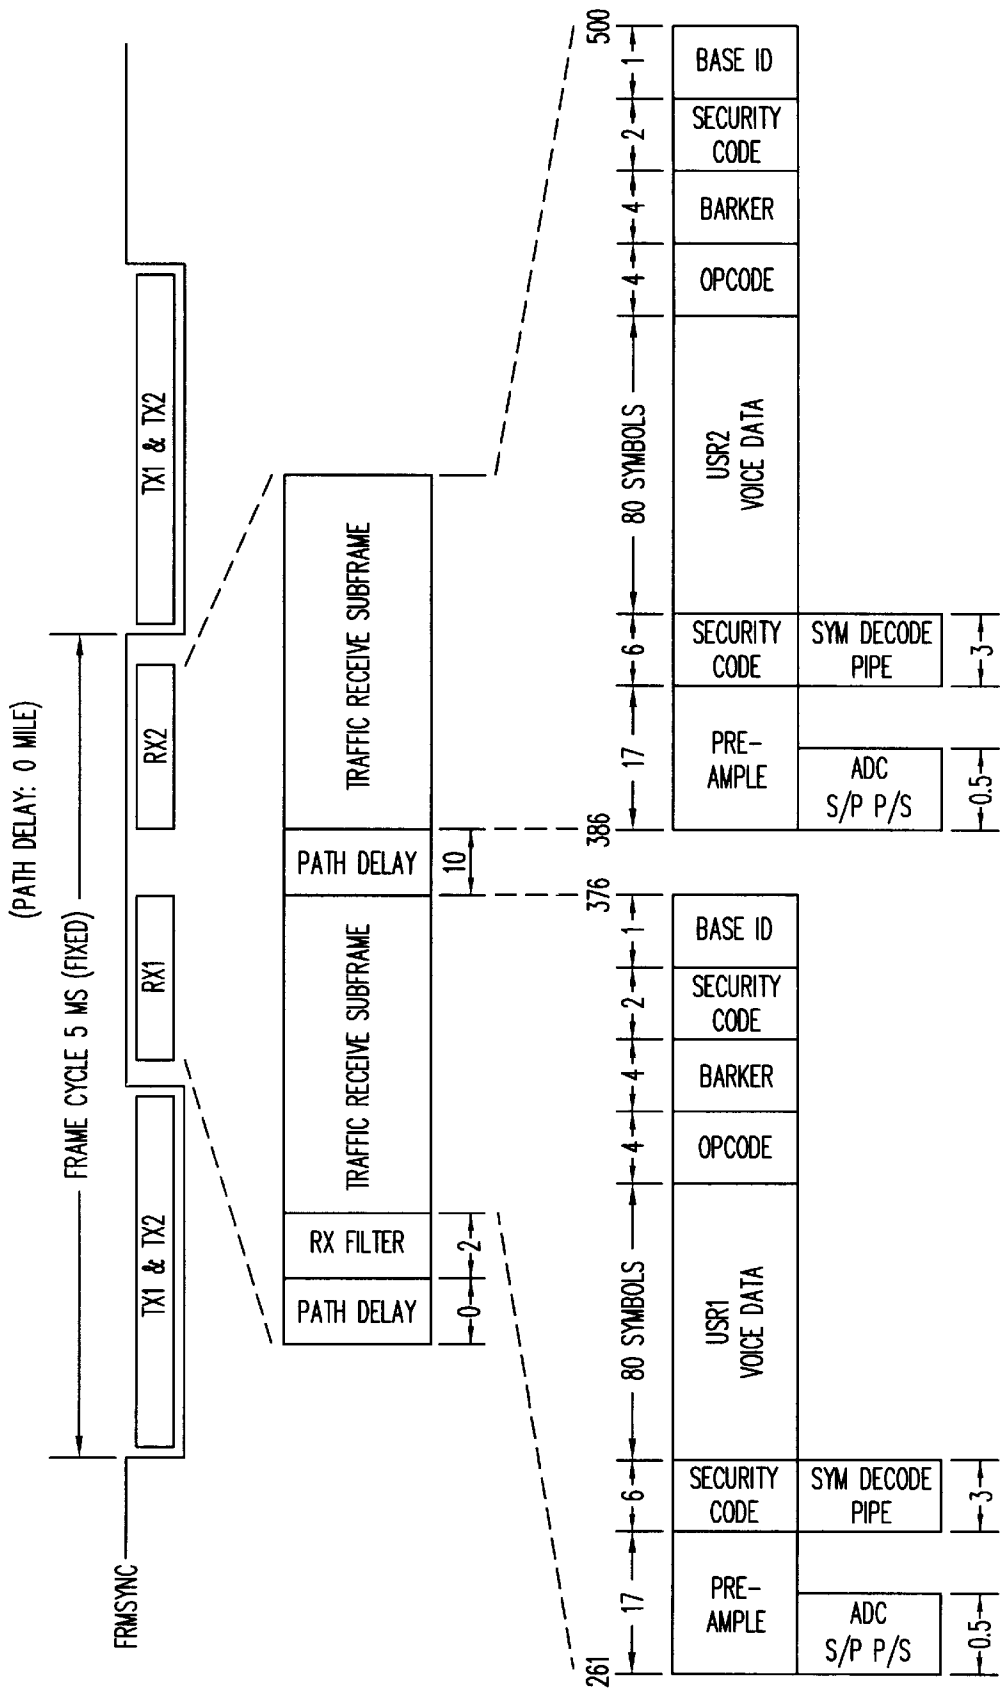 (PATH DELAY: 0 MILE)
FRAME CYCLE 5 MS (FIXED)
FRMSYNC
TX1 & TX2
RX1
RX2
TX1 & TX2
PATH DELAY
RX FILTER
TRAFFIC RECEIVE SUBFRAME
PATH DELAY
TRAFFIC RECEIVE SUBFRAME
0
2
10
261
376
386
500
17
6
80 SYMBOLS
4
4
2
1
17
6
80 SYMBOLS
4
4
2
1
PRE-
AMPLE
SECURITY
CODE
USR1
VOICE DATA
OPCODE
BARKER
SECURITY
CODE
BASE ID
PRE-
AMPLE
SECURITY
CODE
USR2
VOICE DATA
OPCODE
BARKER
SECURITY
CODE
BASE ID
ADC
S/P P/S
SYM DECODE
PIPE
ADC
S/P P/S
SYM DECODE
PIPE
0.5
3
0.5
3